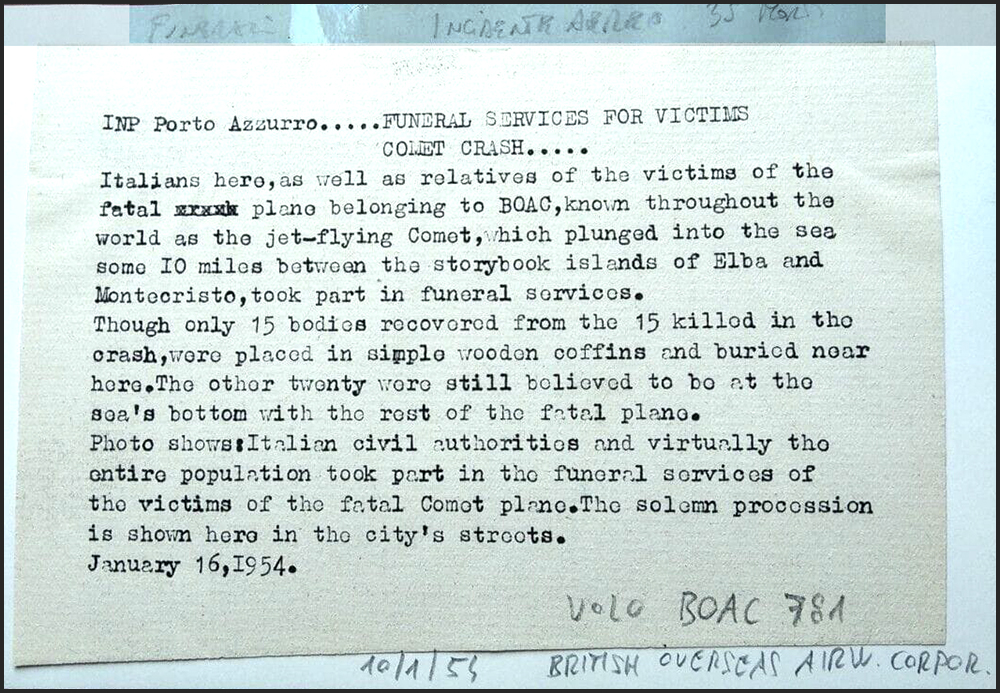 FUNERALI INCIDENTE AEREO 35 MORTI
INP Porto Azzurro.....FUNERAL SERVICES FOR VICTIMS
COMET CRASH.....
Italians here,as well as relatives of the victims of the
fatal plane belonging to BOAC,known throughout the
world as the jet-flying Comet,which plunged into the sea
some IO miles between the storybook islands of Elba and
Montecristo,took part in funeral services.
Though only 15 bodies recovered from the 15 killed in the
crash,were placed in simple wooden coffins and buried near
here.The other twenty were still believed to be at the
sea's bottom with the rest of the fatal plane.
Photo shows:Italian civil authorities and virtually the
entire population took part in the funeral services of
the victims of the fatal Comet plane.The solemn procession
is shown here in the city's streets.
January 16,I954.
VOLO BOAC 781
10/1/54 BRITISH OVERSEAS AIRW. CORPOR.